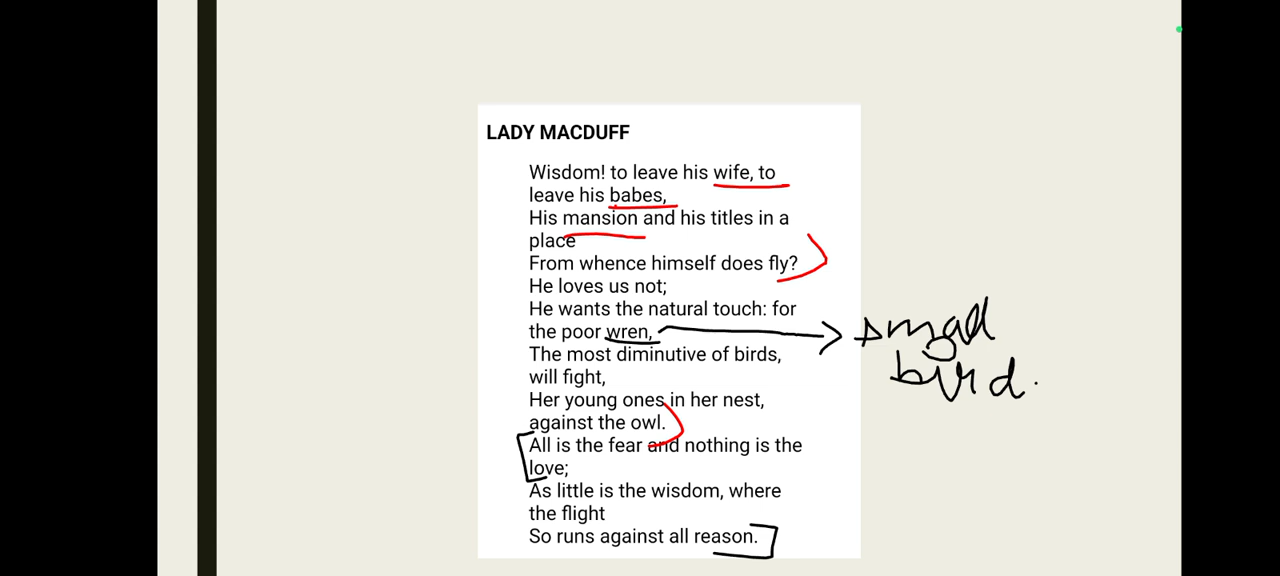 LADY MACDUFF
Wisdom! to leave his wife, to
leave his babes,
His mansion and his titles in a
place
From whence himself does fly?
He loves us not;
He wants the natural touch: for
the poor wren,
small
bird.
The most diminutive of birds,
will fight,
Her young ones in her nest,
against the owl.
All is the fear and nothing is the
love;
As little is the wisdom, where
the flight
So runs against all reason.